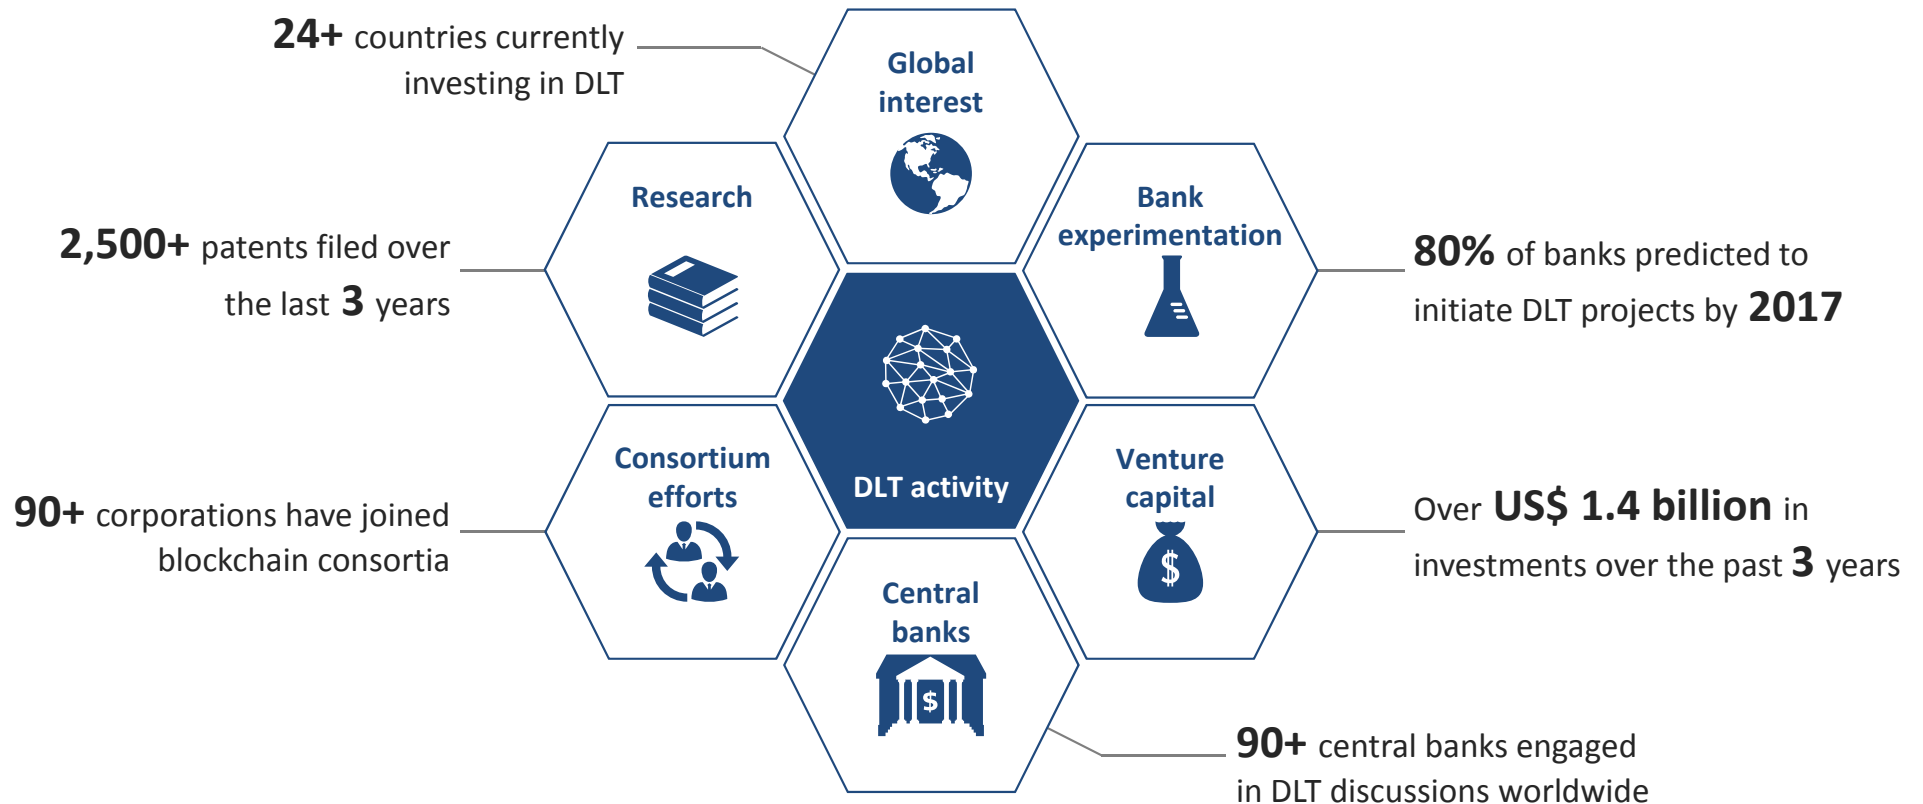 24+ countries currently
investing in DLT
Global
interest
Research
2,500+ patents filed over
the last 3 years
Bank
experimentation
80% of banks predicted to
initiate DLT projects by 2017
DLT activity
Consortium
efforts
90+ corporations have joined
blockchain consortia
Venture
capital
$
Over US$ 1.4 billion in
investments over the past 3 years
Central
banks
$
90+ central banks engaged
in DLT discussions worldwide